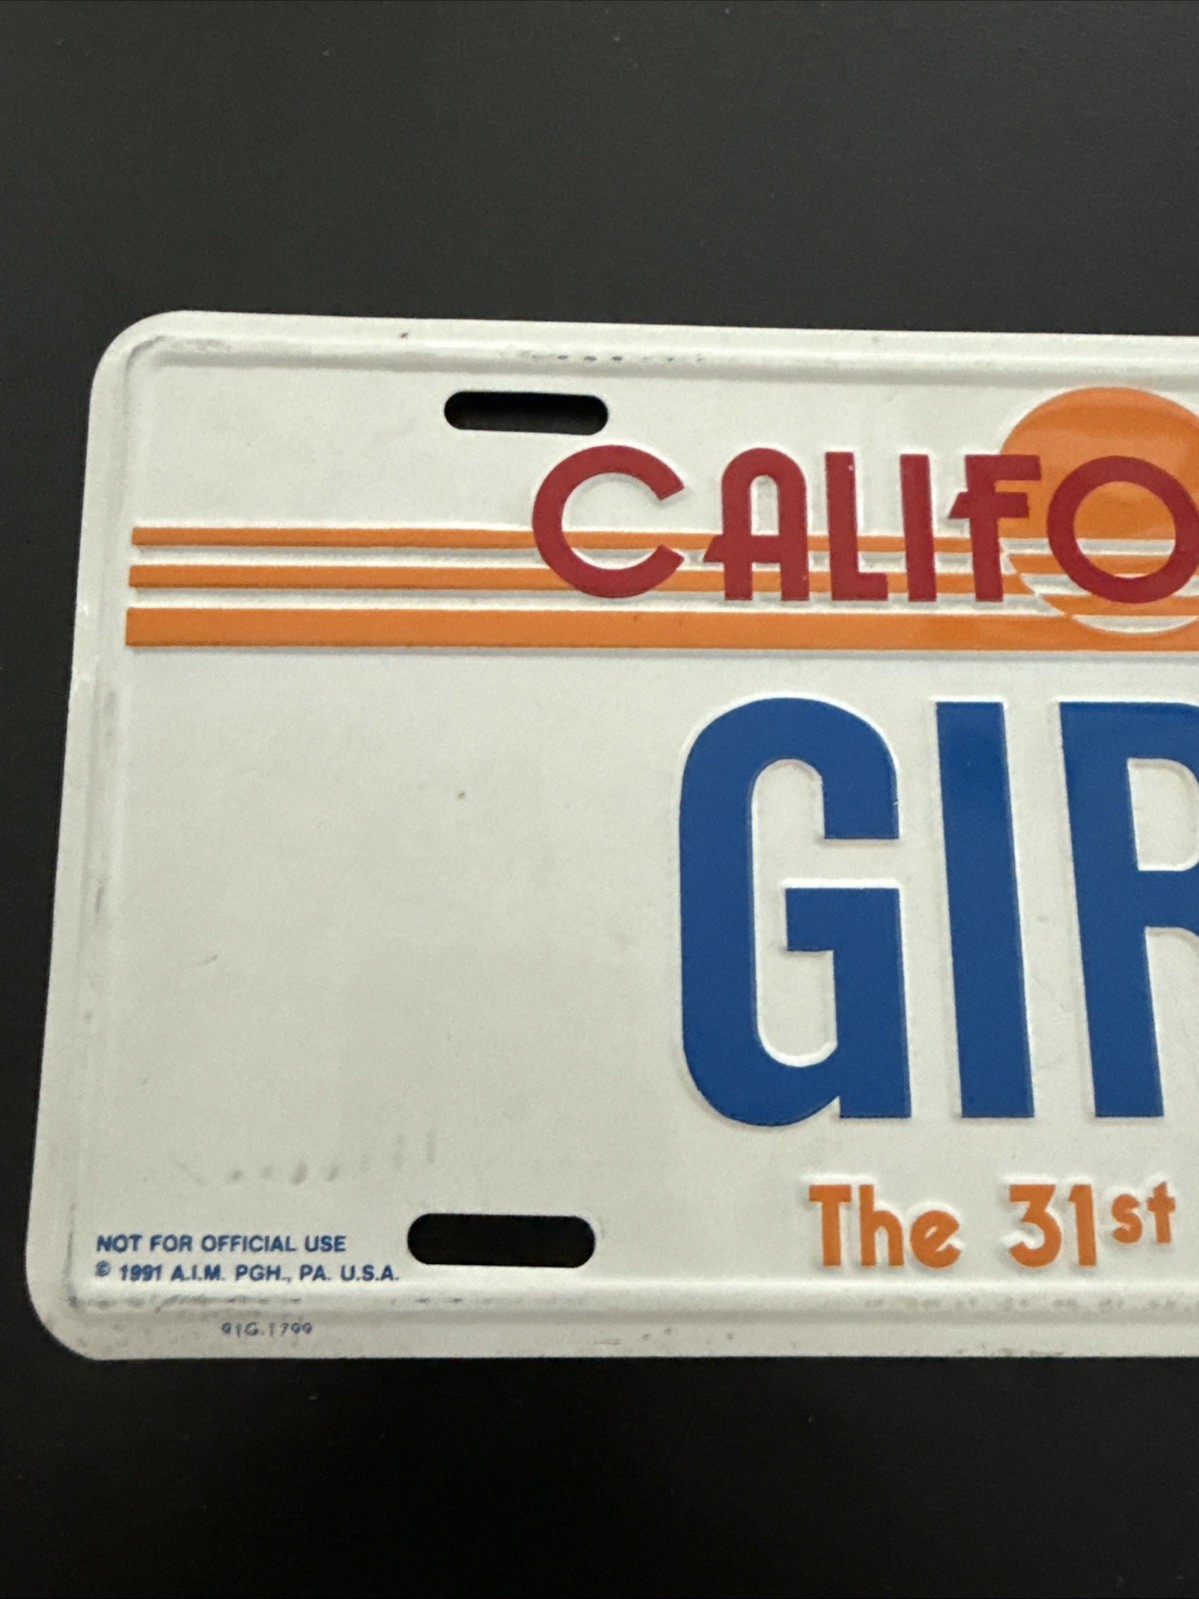 CALIFO
GIR
The 31st
NOT FOR OFFICIAL USE
© 1991 A.I.M. PGH., PA. U.S.A.
91G.1799